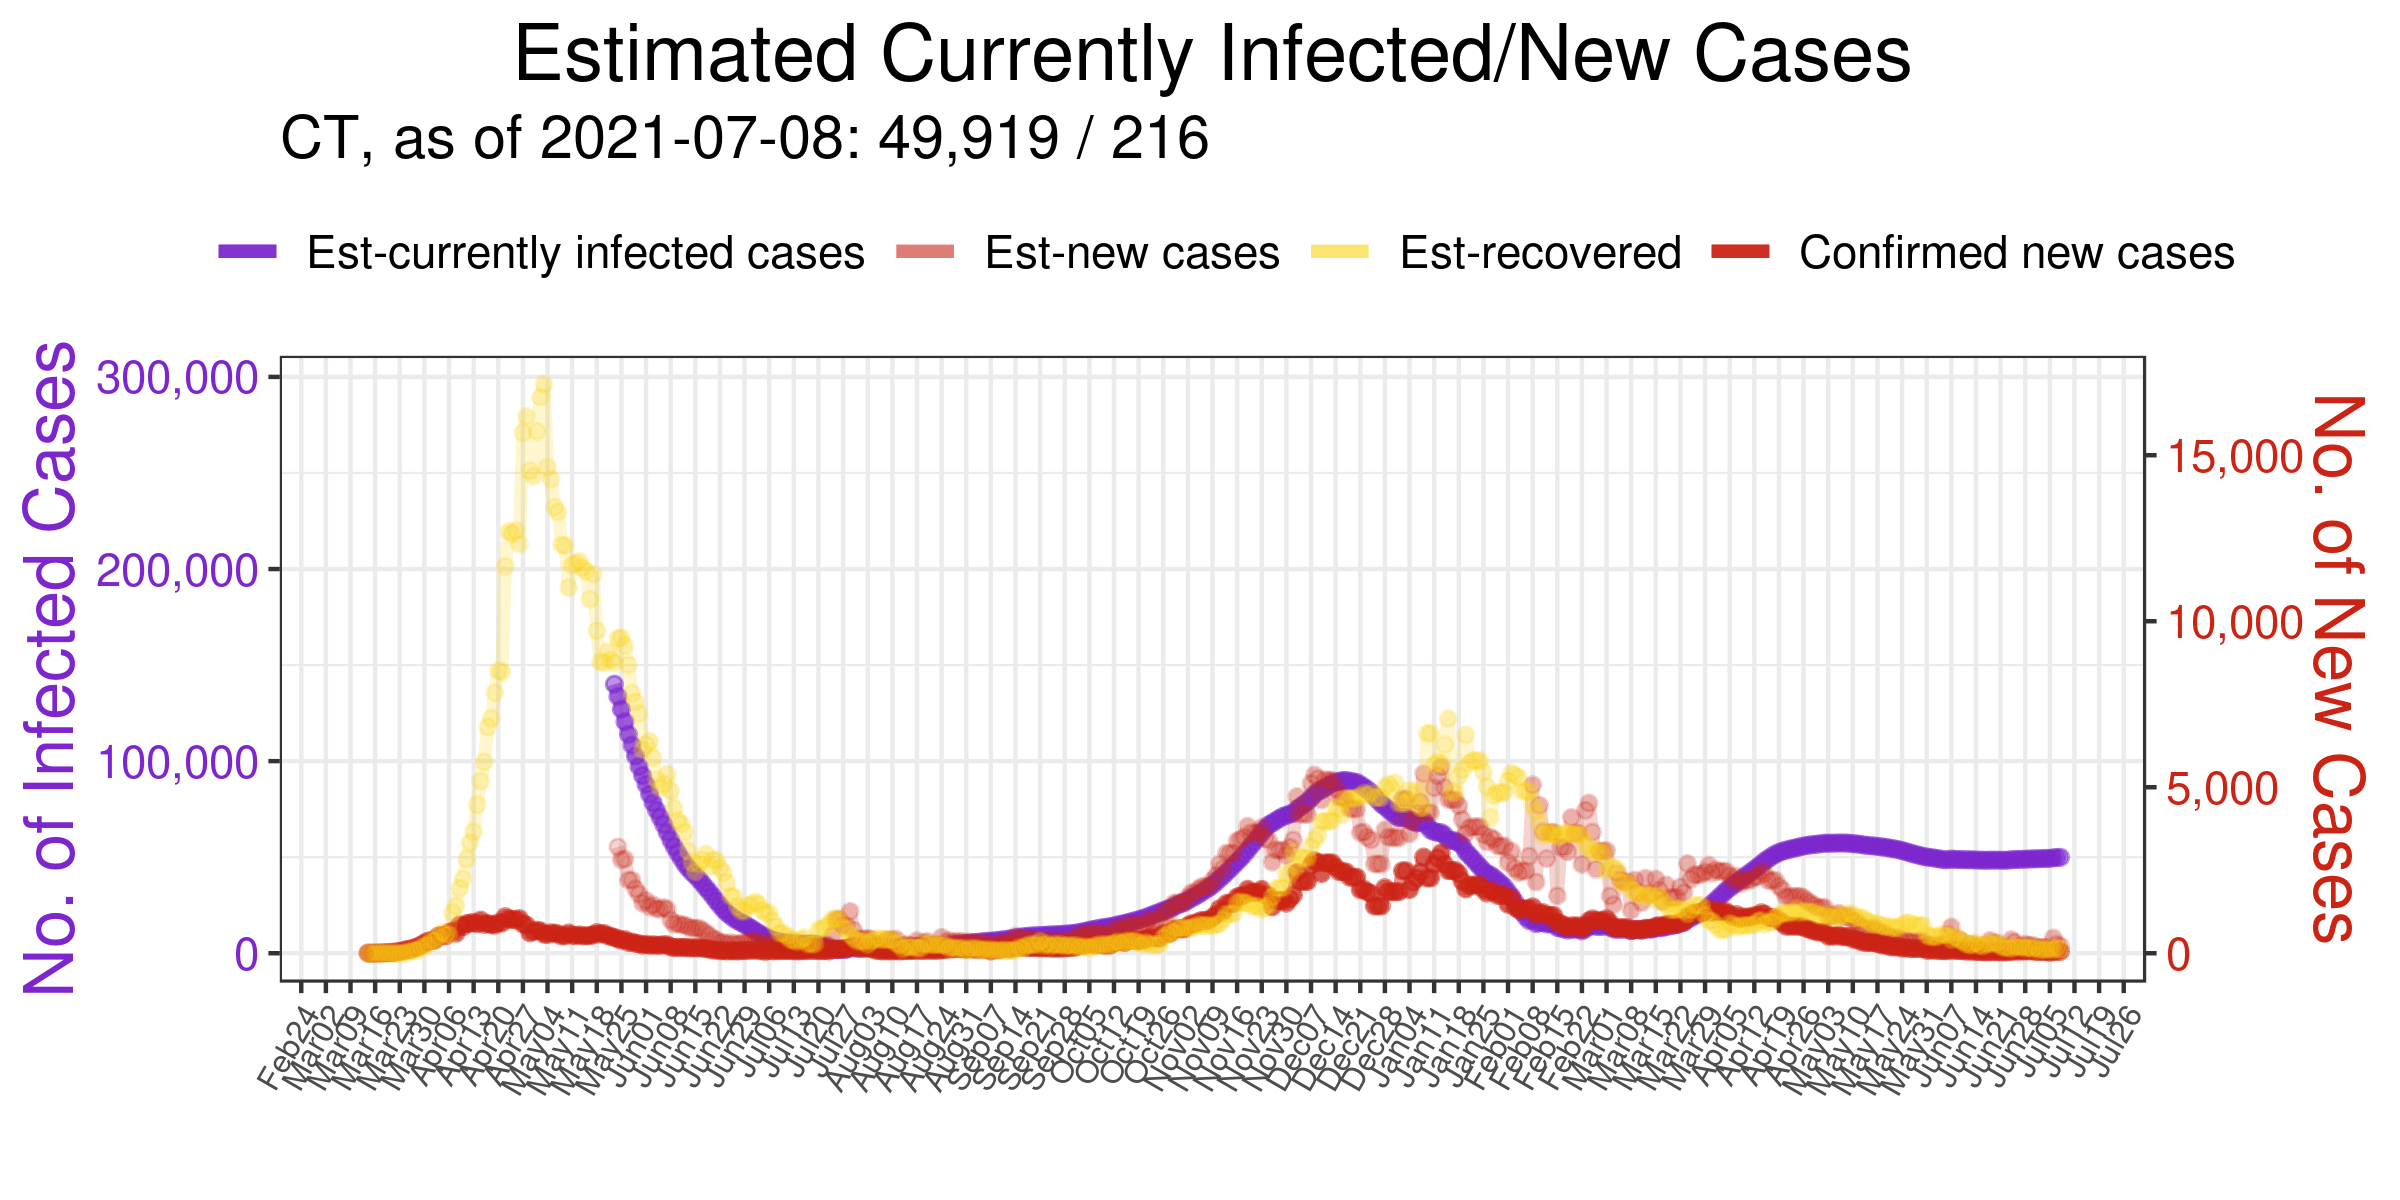 Estimated Currently Infected/New Cases
CT, as of 2021-07-08: 49,919 / 216
Est-currently infected cases Est-new cases Est-recovered Confirmed new cases
No. of Infected Cases
300,000
200,000
100,000
0
15,000
10,000
5,000
0
No. of New Cases
Feb24
Mar02
Mar09
Mar16
Mar23
Mar30
Apr06
Apr13
Apr20
Apr27
May04
May11
May18
May25
Jun01
Jun08
Jun15
Jun22
Jun29
Jul06
Jul13
Jul20
Jul27
Aug03
Aug10
Aug17
Aug24
Aug31
Sep07
Sep14
Sep21
Sep28
Oct05
Oct12
Oct19
Oct26
Nov02
Nov09
Nov16
Nov23
Nov30
Dec07
Dec14
Dec21
Dec28
Jan04
Jan11
Jan18
Jan25
Feb01
Feb08
Feb15
Feb22
Mar01
Mar08
Mar15
Mar22
Mar29
Apr05
Apr12
Apr19
Apr26
May03
May10
May17
May24
May31
Jun07
Jun14
Jun21
Jun28
Jul05
Jul12
Jul19
Jul26